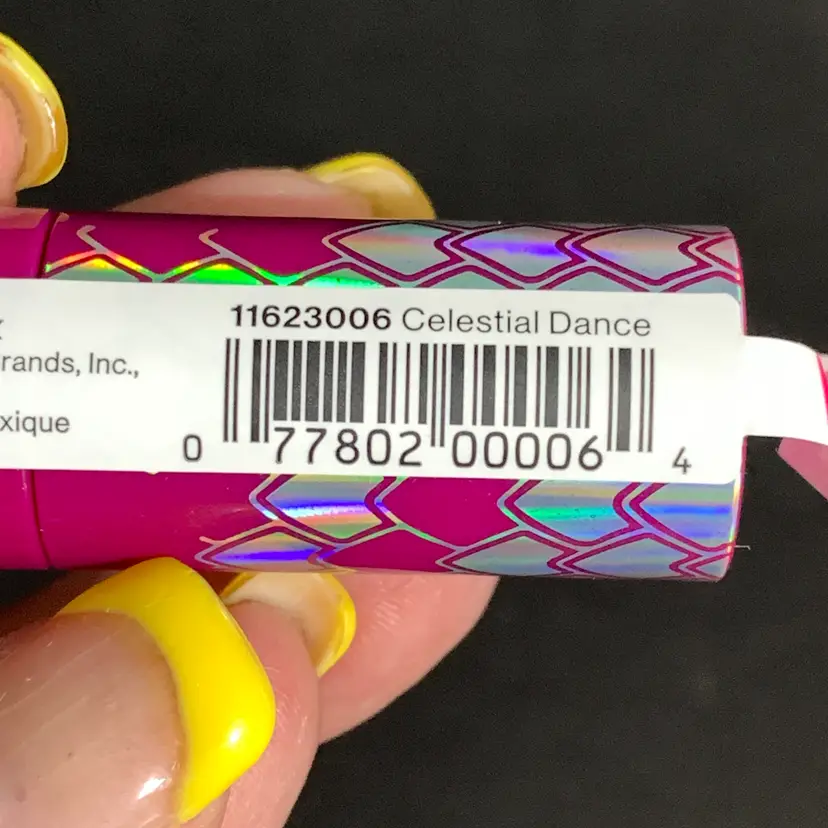 rands, Inc.,
xique
11623006 Celestial Dance
0 77802 00006 4